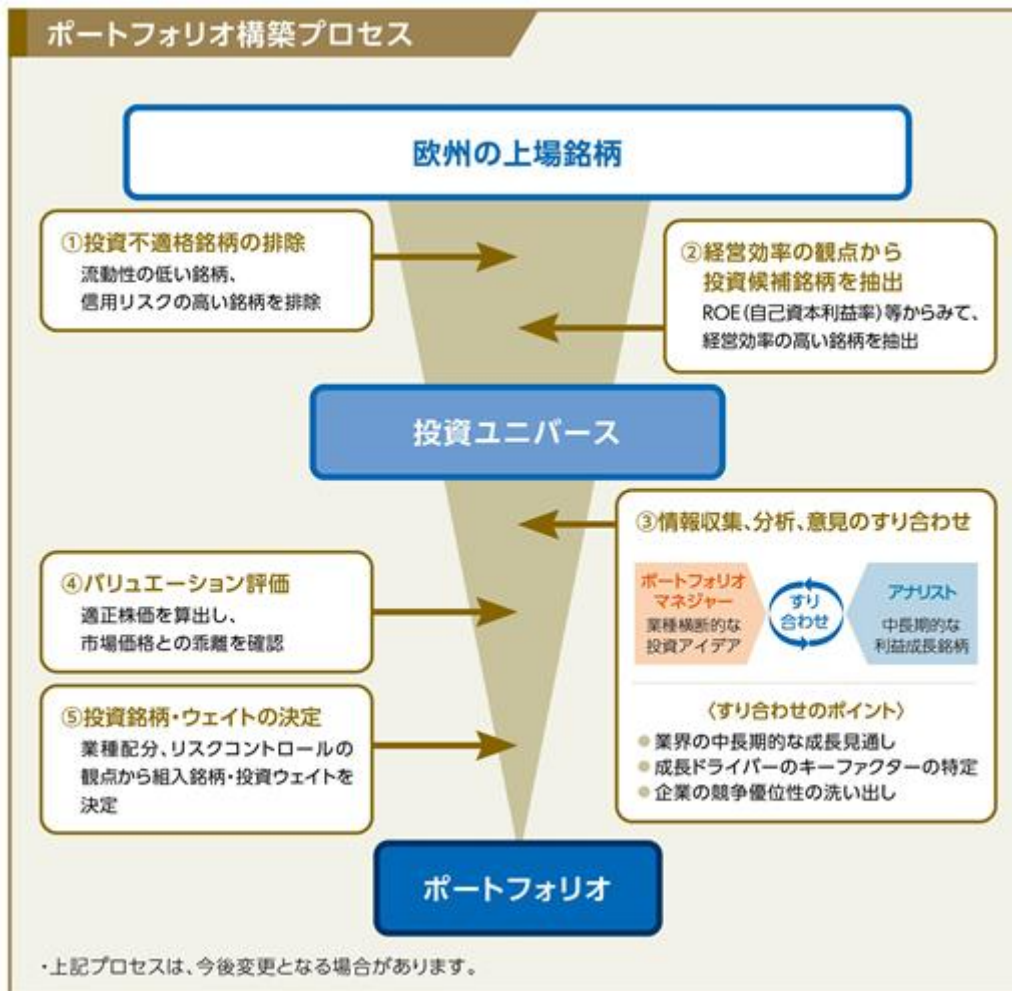 ポートフォリオ構築プロセス
欧州の上場銘柄
①投資不適格銘柄の排除
流動性の低い銘柄、
信用リスクの高い銘柄を排除
②経営効率の観点から
投資候補銘柄を抽出
ROE(自己資本利益率)等からみて、
経営効率の高い銘柄を抽出
投資ユニバース
③情報収集、分析、意見のすり合わせ
ポートフォリオ
マネジャー
業種横断的な
投資アイデア
すり
合わせ
アナリスト
中長期的な
利益成長銘柄
〈すり合わせのポイント〉
●業界の中長期的な成長見通し
●成長ドライバーのキーファクターの特定
●企業の競争優位性の洗い出し
④バリュエーション評価
適正株価を算出し、
市場価格との乖離を確認
⑤投資銘柄・ウェイトの決定
業種配分、リスクコントロールの
観点から組入銘柄・投資ウェイトを
決定
ポートフォリオ
・上記プロセスは、今後変更となる場合があります。